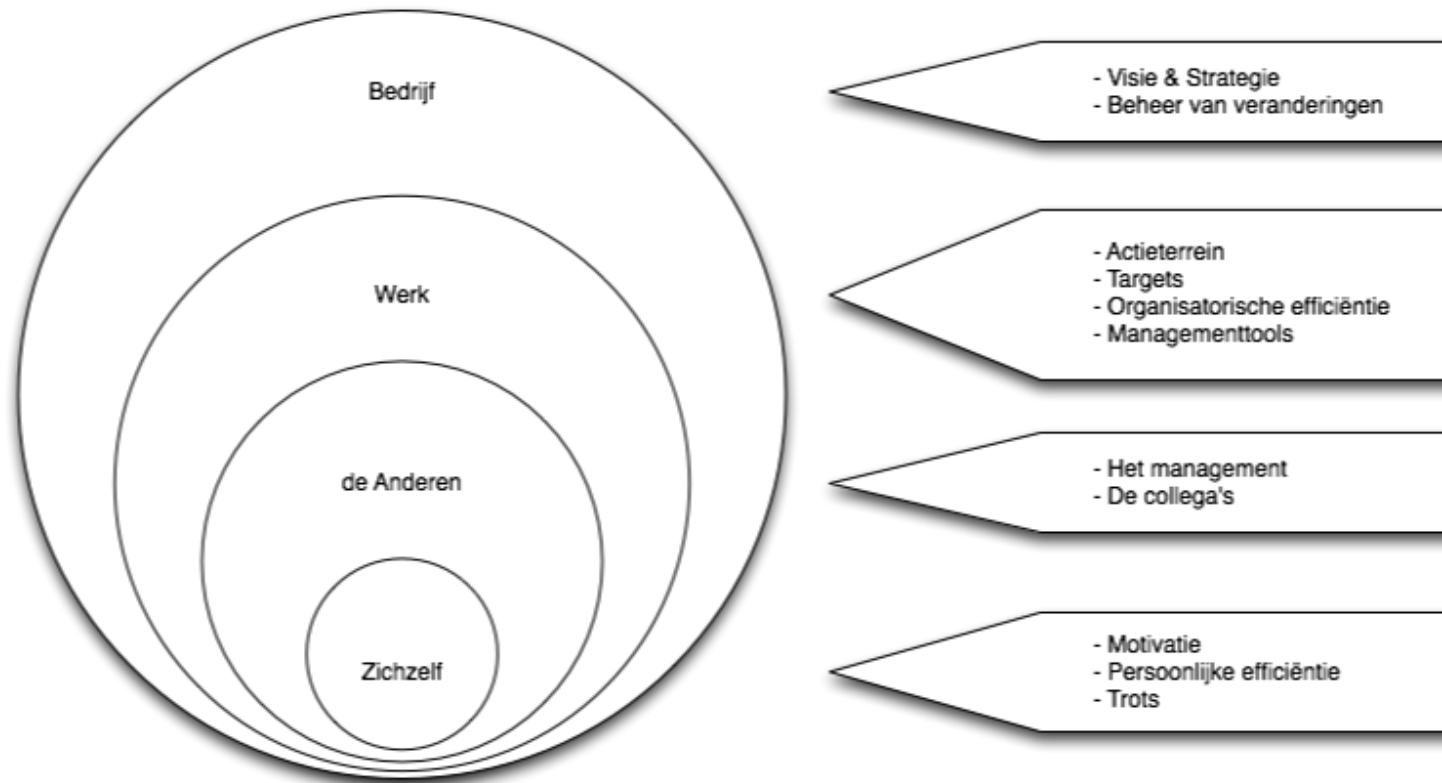 Bedrijf
- Visie & Strategie
- Beheer van veranderingen
Werk
- Actieterrein
- Targets
- Organisatorische efficiëntie
- Managementtools
de Anderen
- Het management
- De collega's
Zichzelf
- Motivatie
- Persoonlijke efficiëntie
- Trots